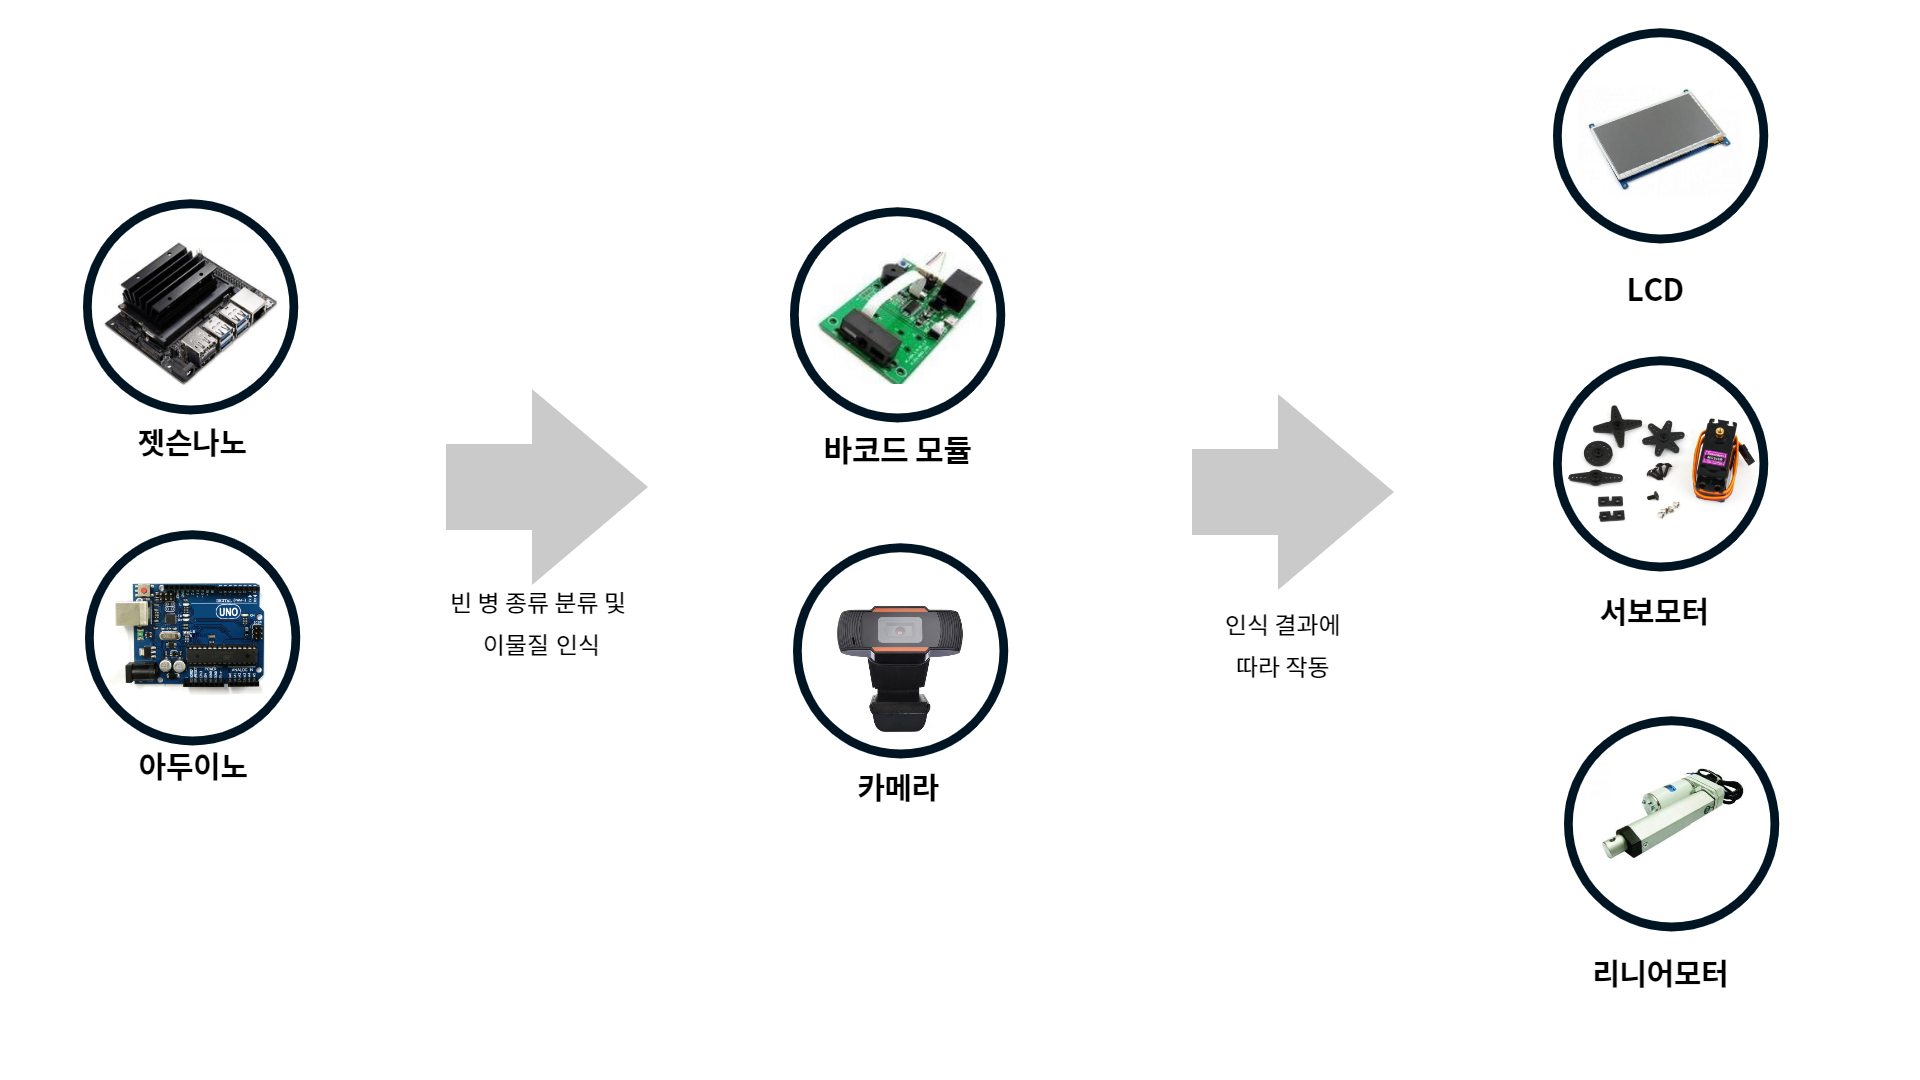 젯슨나노
UNO
아두이노
빈 병 종류 분류 및
이물질 인식
바코드 모듈
카메라
인식 결과에
따라 작동
LCD
서보모터
리니어모터